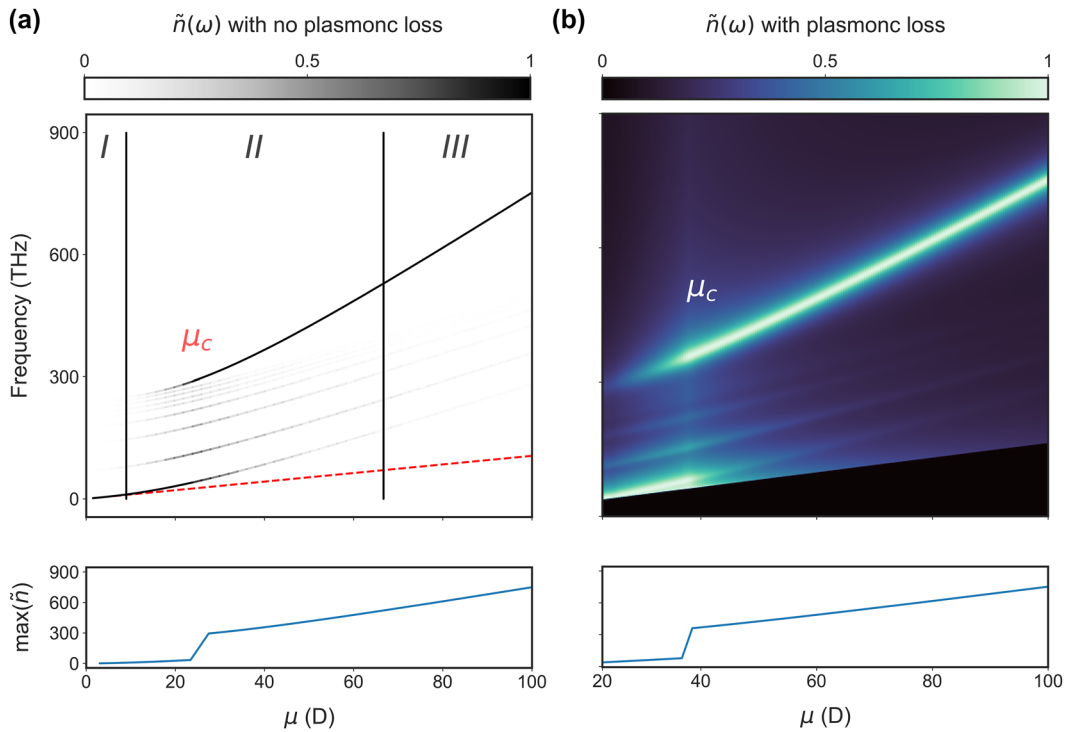 (a)
ñ(ω) with no plasmonc loss
0 0.5 1
I II III
900
600
300
0
Frequency (THz)
μc
900
600
300
0
max(ñ)
0 20 40 60 80 100
μ (D)
(b)
ñ(ω) with plasmonc loss
0 0.5 1
μc
20 40 60 80 100
μ (D)